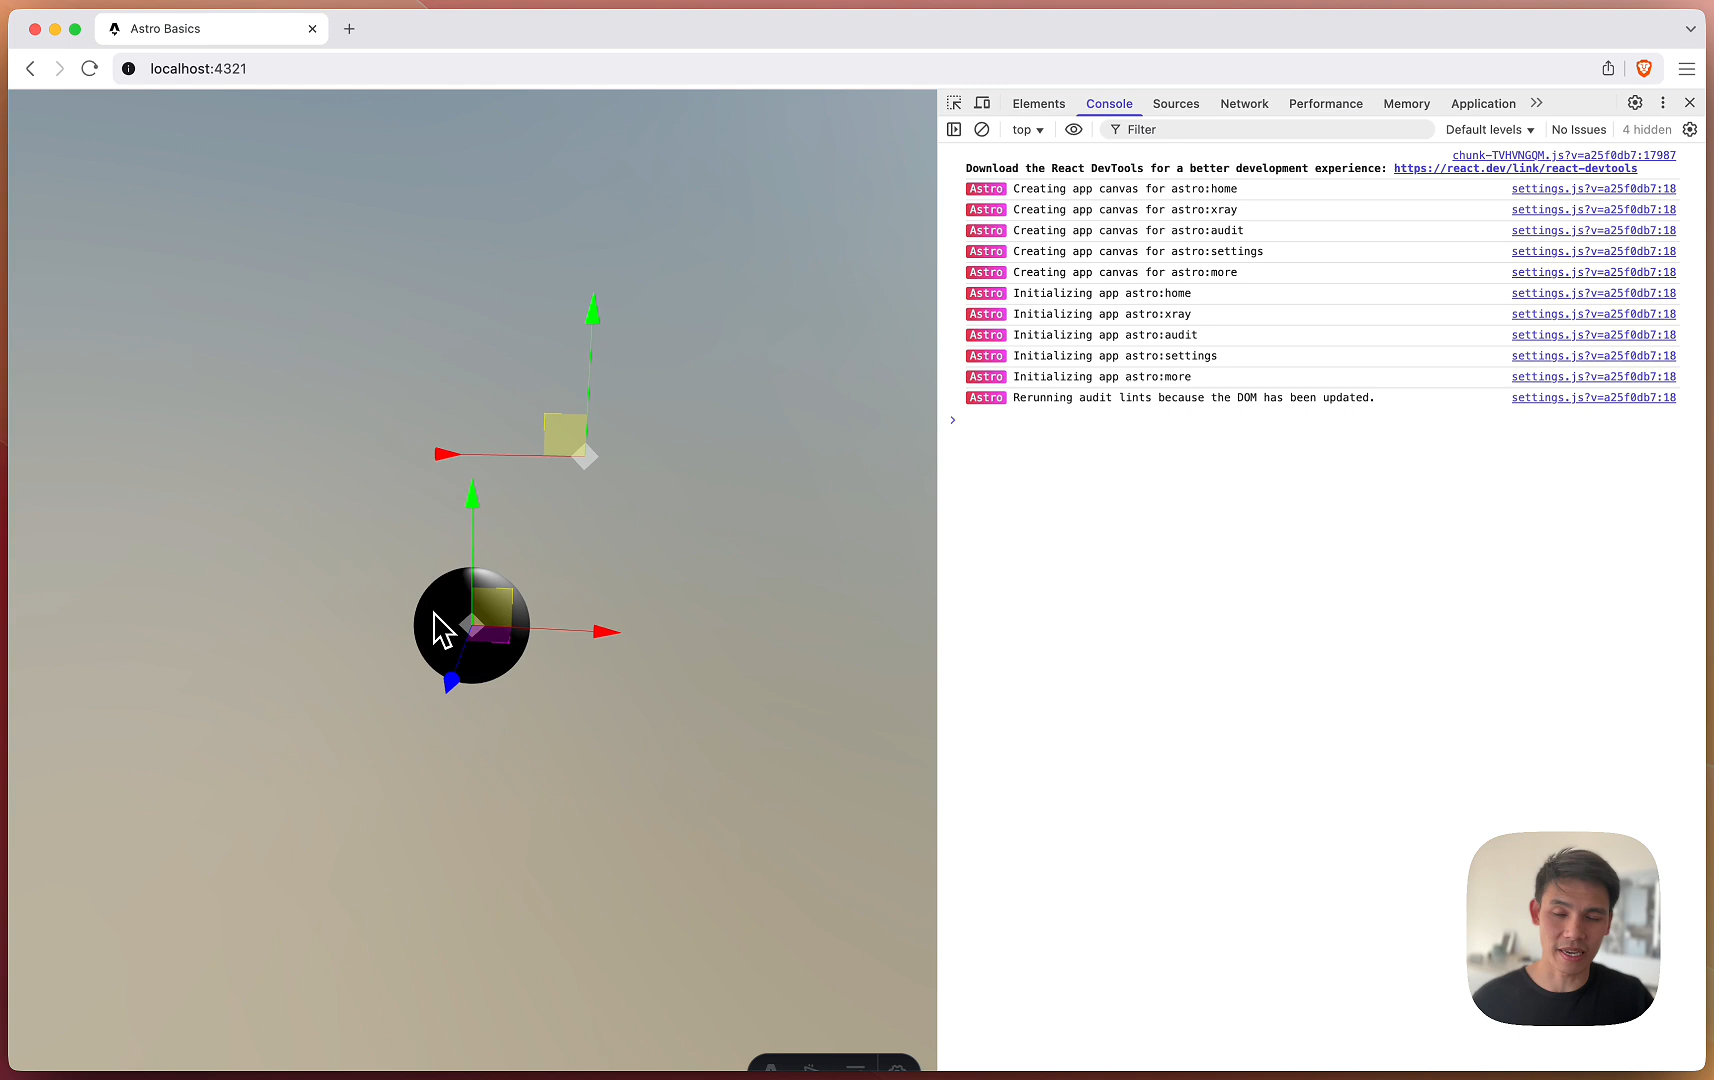 Astro Basics
localhost:4321
Elements Console Sources Network Performance Memory Application
top Filter Default levels No Issues 4 hidden
chunk-TVHVNGQM.js?v=a25f0db7:17987
Download the React DevTools for a better development experience: https://react.dev/link/react-devtools
Astro Creating app canvas for astro:home settings.js?v=a25f0db7:18
Astro Creating app canvas for astro:xray settings.js?v=a25f0db7:18
Astro Creating app canvas for astro:audit settings.js?v=a25f0db7:18
Astro Creating app canvas for astro:settings settings.js?v=a25f0db7:18
Astro Creating app canvas for astro:more settings.js?v=a25f0db7:18
Astro Initializing app astro:home settings.js?v=a25f0db7:18
Astro Initializing app astro:xray settings.js?v=a25f0db7:18
Astro Initializing app astro:audit settings.js?v=a25f0db7:18
Astro Initializing app astro:settings settings.js?v=a25f0db7:18
Astro Initializing app astro:more settings.js?v=a25f0db7:18
Astro Rerunning audit lints because the DOM has been updated. settings.js?v=a25f0db7:18